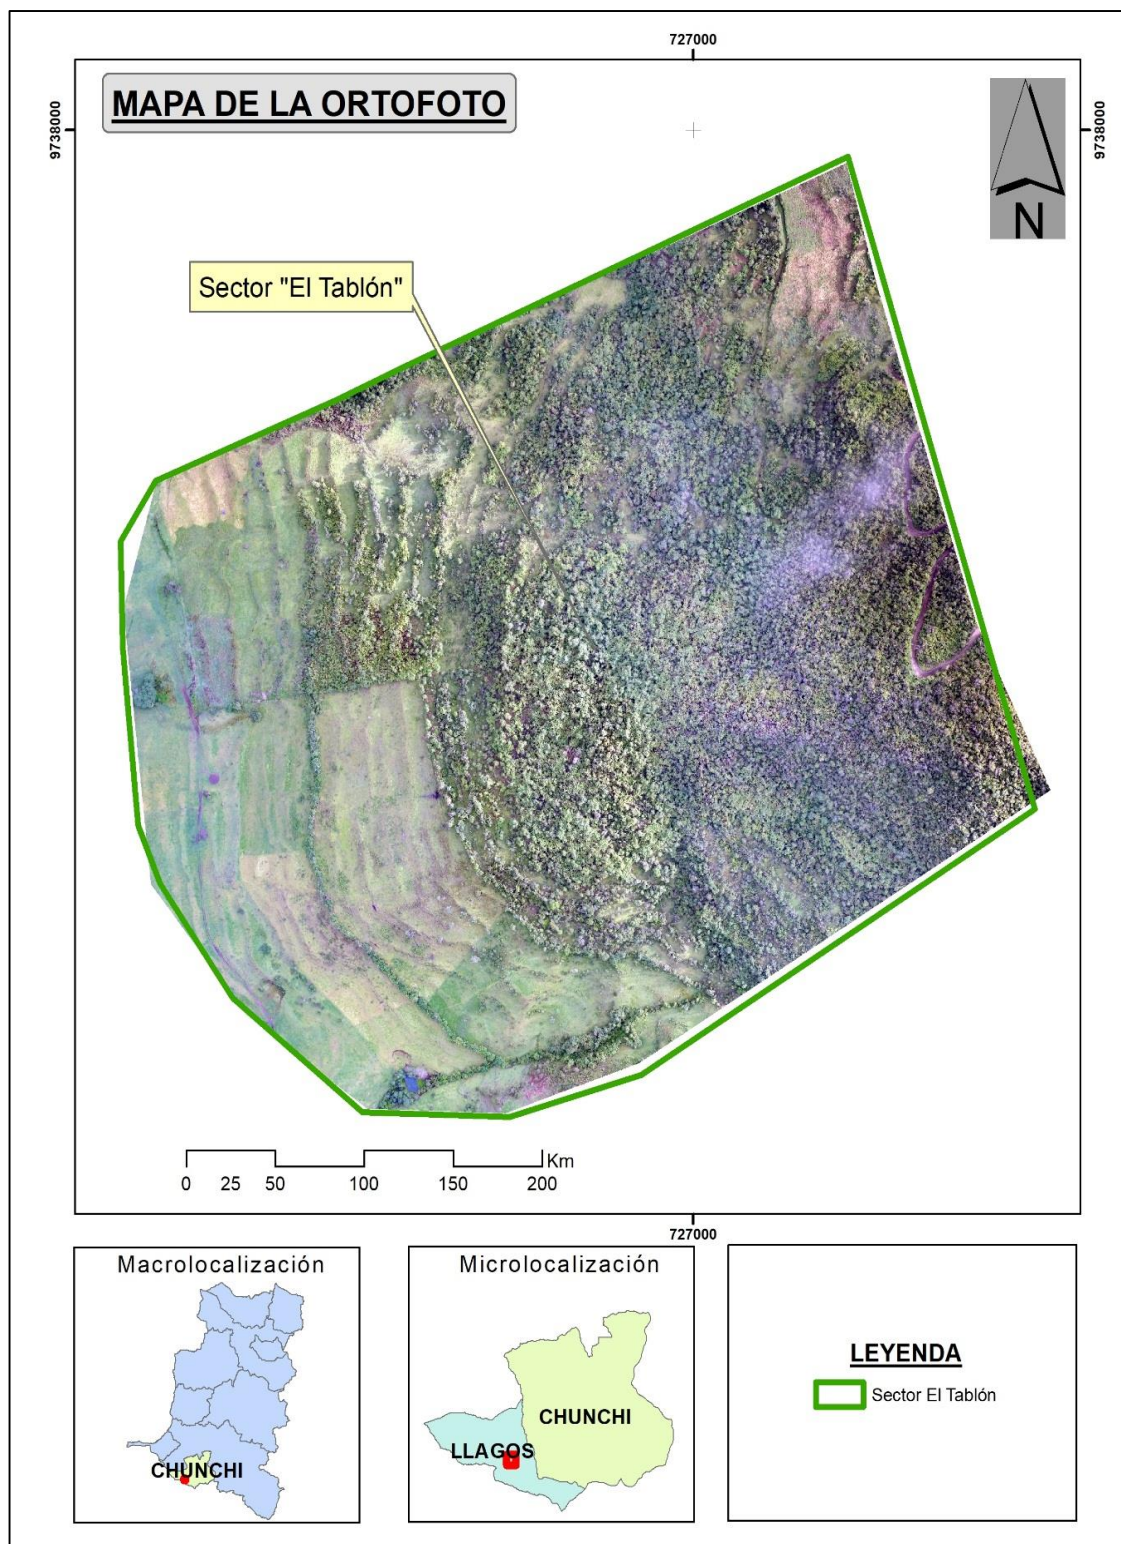 727000
MAPA DE LA ORTOFOTO
9738000
9738000
N
Sector "El Tablón"
Km
0 25 50 100 150 200
727000
Macrolocalización
CHUNCHI
Microlocalización
CHUNCHI
LLAGOS
LEYENDA
Sector El Tablón